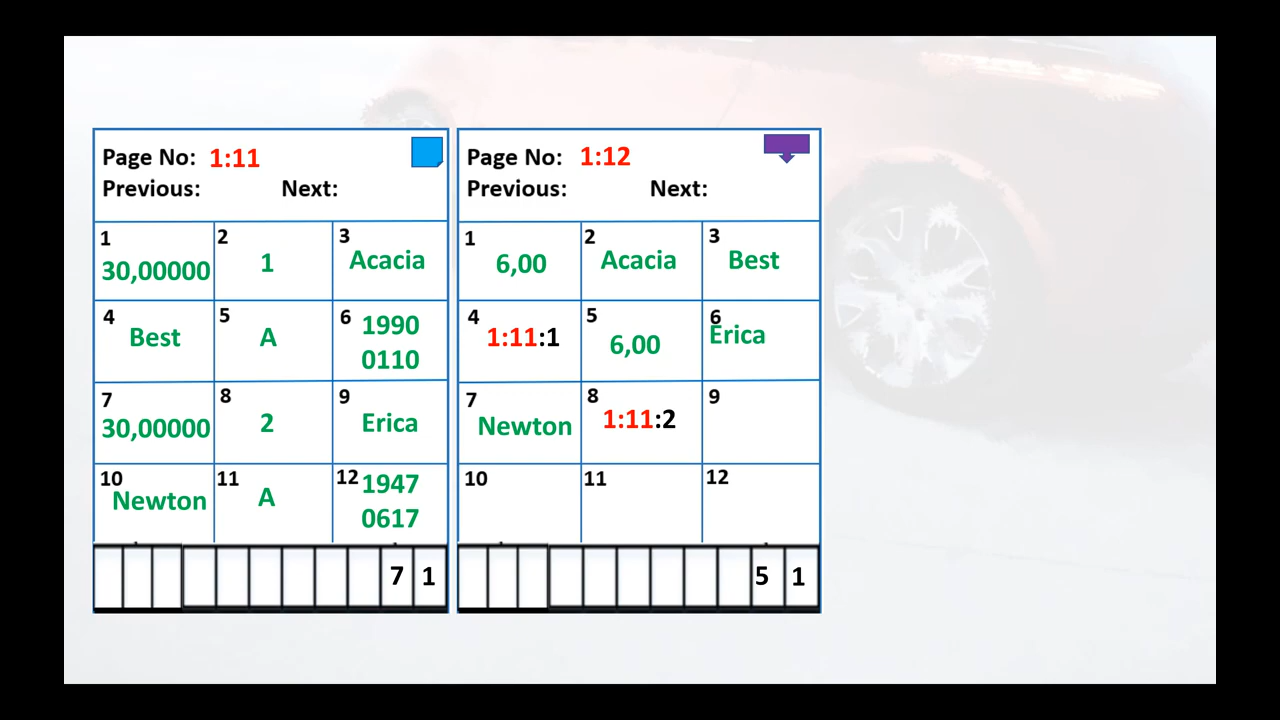 Page No: 1:11
Previous: Next:
1 2 3
30,00000 1 Acacia
4 5 6
Best A 1990
0110
7 8 9
30,00000 2 Erica
10 11 12
Newton A 1947
0617
7 1
Page No: 1:12
Previous: Next:
1 2 3
6,00 Acacia Best
4 5 6
1:11:1 6,00 Erica
7 8 9
Newton 1:11:2
10 11 12
5 1